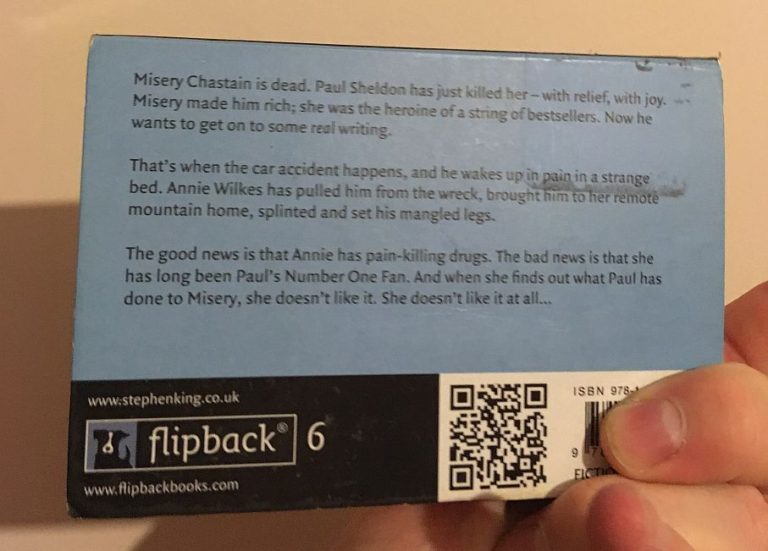 Misery Chastain is dead. Paul Sheldon has just killed her – with relief, with joy.
Misery made him rich; she was the heroine of a string of bestsellers. Now he
wants to get on to some real writing.
That's when the car accident happens, and he wakes up in pain in a strange
bed. Annie Wilkes has pulled him from the wreck, brought him to her remote
mountain home, splinted and set his mangled legs.
The good news is that Annie has pain-killing drugs. The bad news is that she
has long been Paul's Number One Fan. And when she finds out what Paul has
done to Misery, she doesn't like it. She doesn't like it at all...
www.stephenking.co.uk
flipback® 6
www.flipbackbooks.com
ISBN 978-
9 7